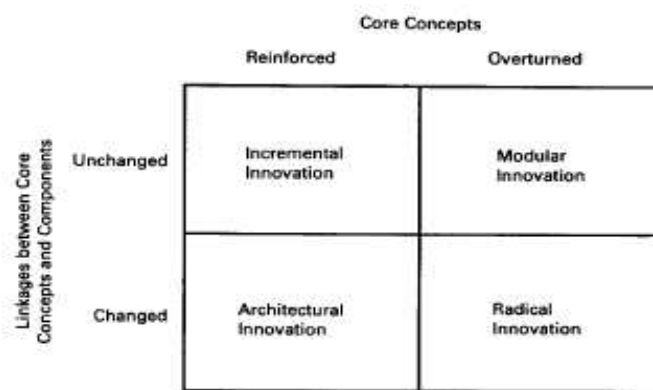 Core Concepts
Reinforced
Overturned
Linkages between Core
Concepts and Components
Unchanged
Incremental
Innovation
Modular
Innovation
Changed
Architectural
Innovation
Radical
Innovation